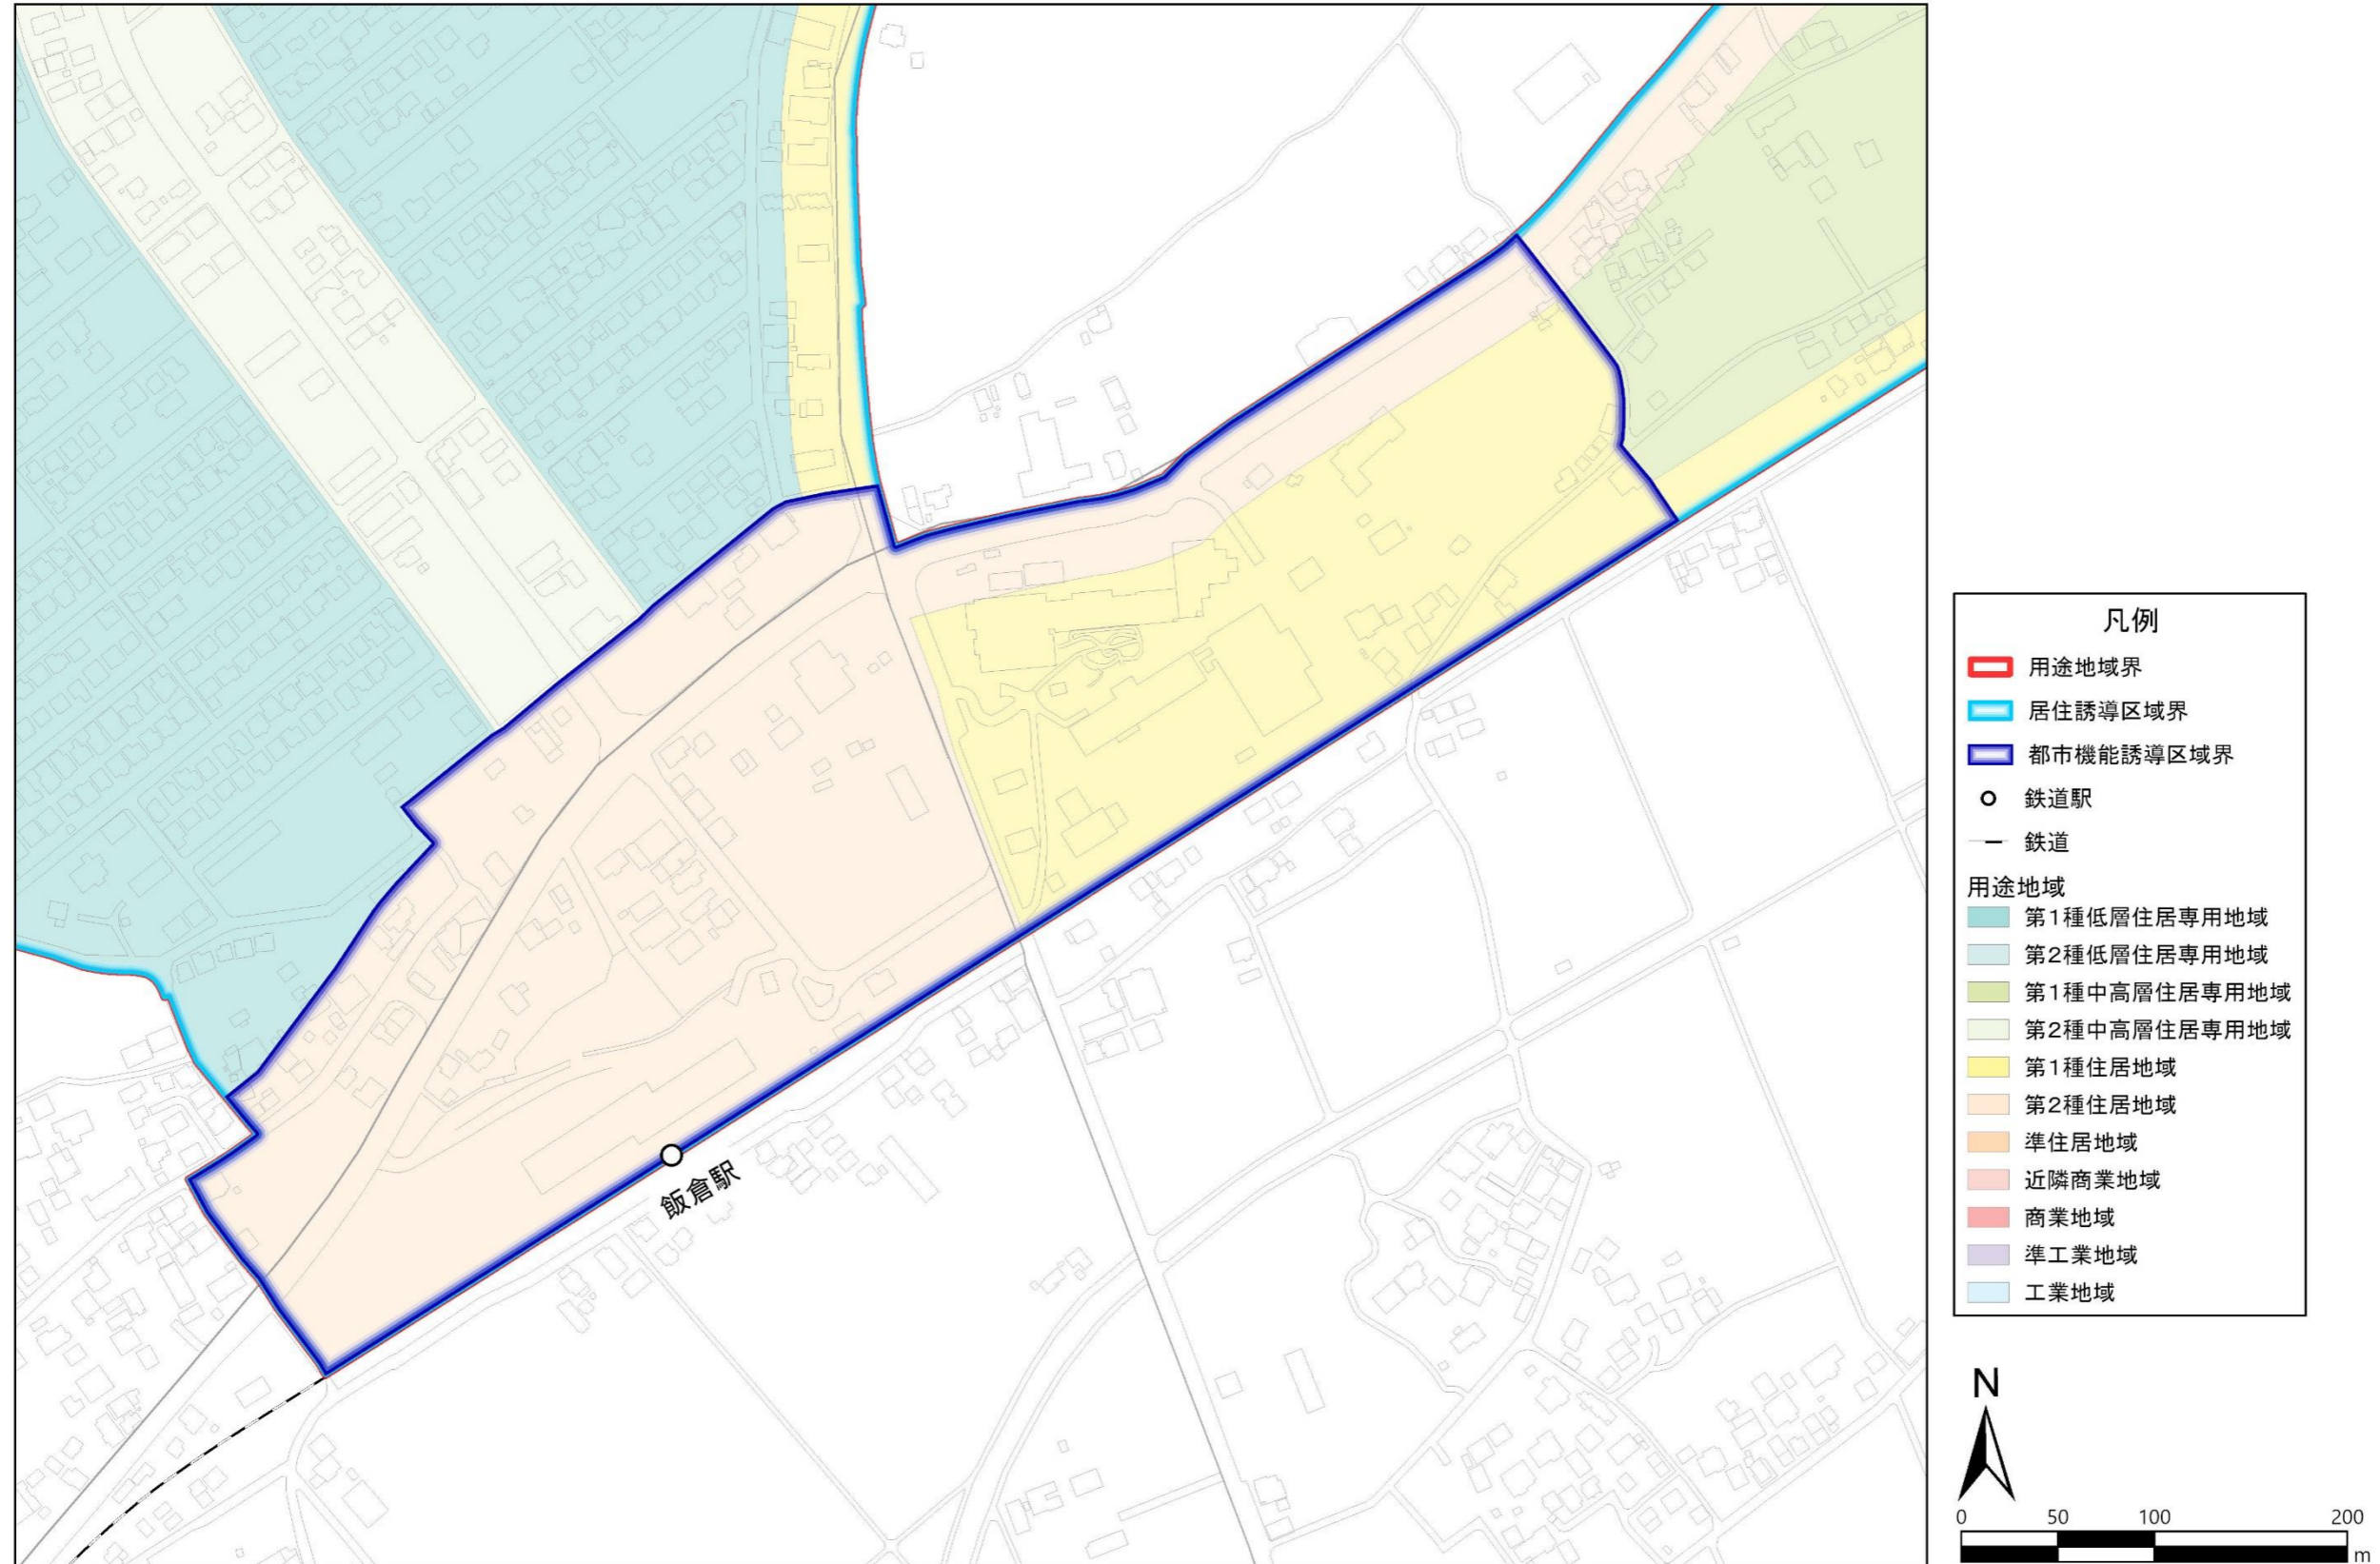 飯倉駅
凡例
用途地域界
居住誘導区域界
都市機能誘導区域界
鉄道駅
鉄道
用途地域
第1種低層住居専用地域
第2種低層住居専用地域
第1種中高層住居専用地域
第2種中高層住居専用地域
第1種住居地域
第2種住居地域
準住居地域
近隣商業地域
商業地域
準工業地域
工業地域
N
0 50 100 200
m